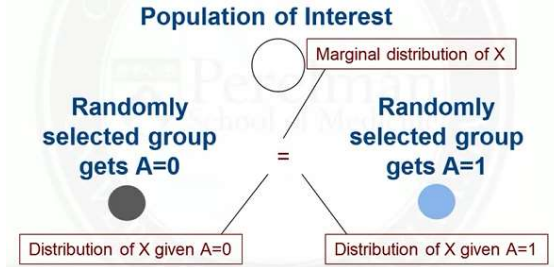 Population of Interest
Marginal distribution of X
Randomly
selected group
gets A=0
Randomly
selected group
gets A=1
=
Distribution of X given A=0
Distribution of X given A=1